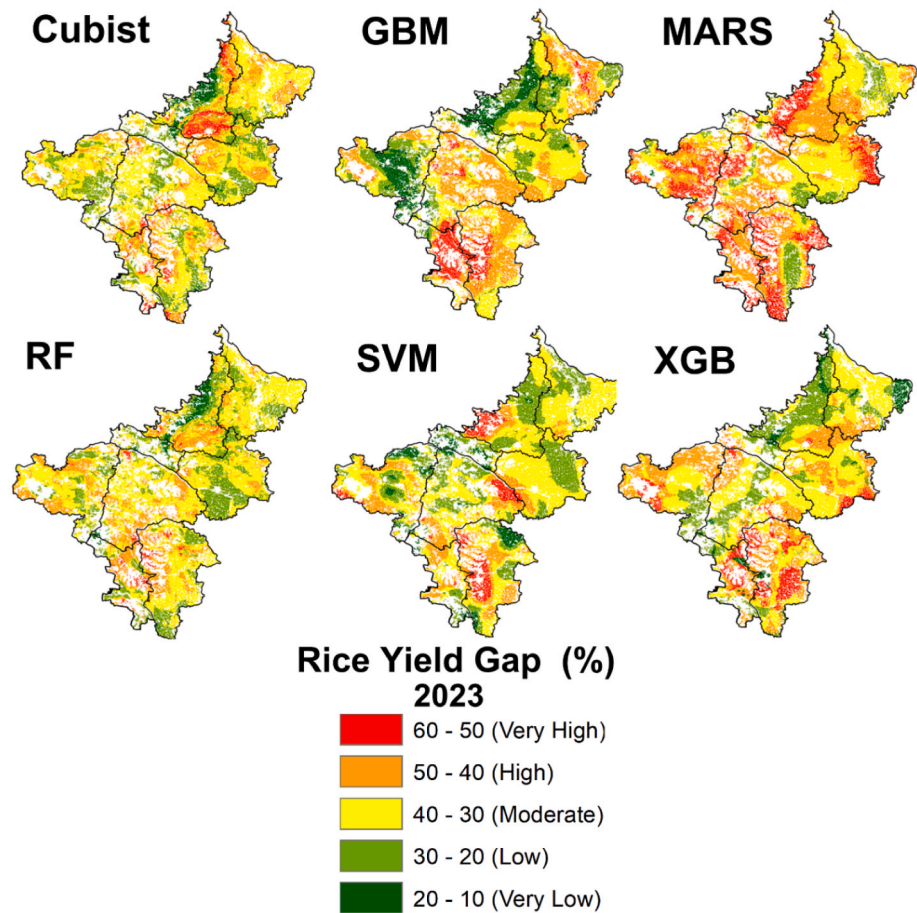 Cubist
GBM
MARS
RF
SVM
XGB
Rice Yield Gap (%)
2023
60 - 50 (Very High)
50 - 40 (High)
40 - 30 (Moderate)
30 - 20 (Low)
20 - 10 (Very Low)